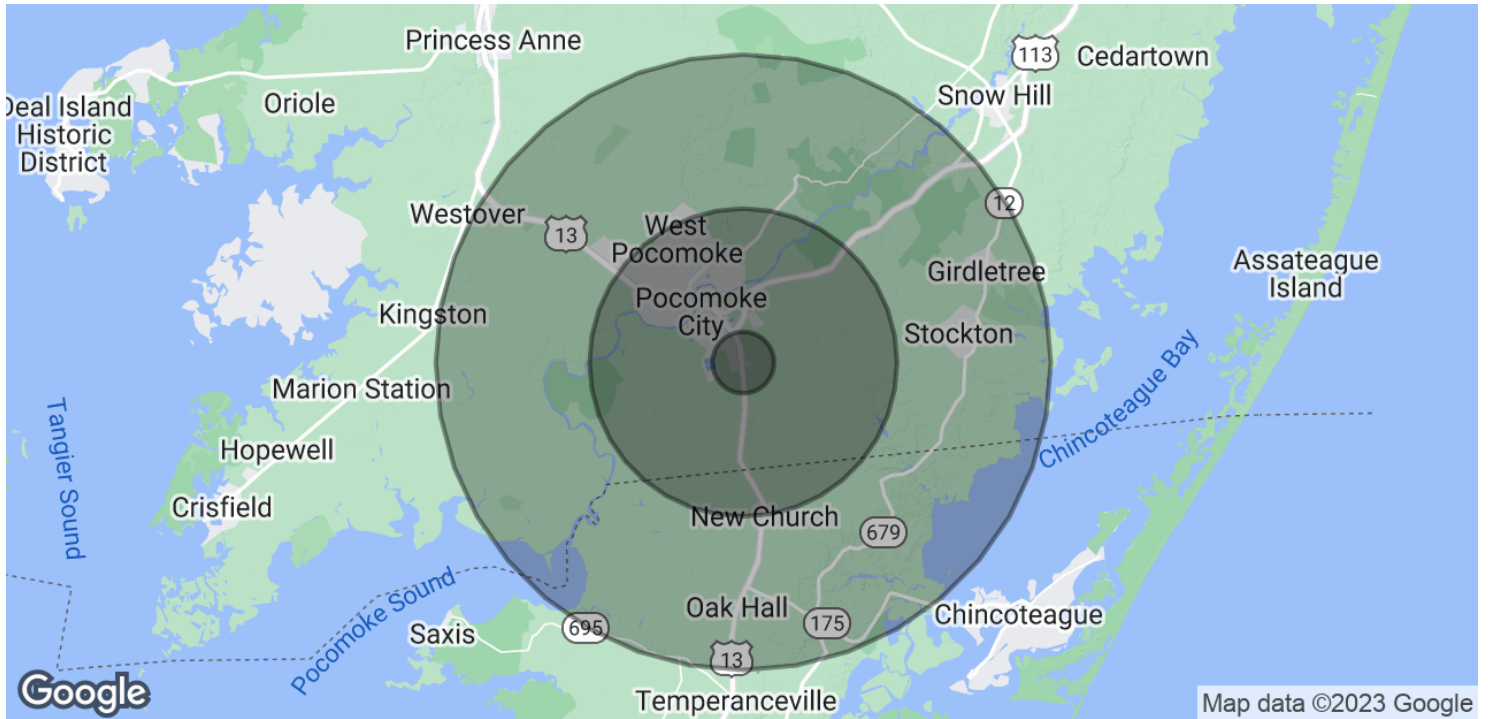 Princess Anne
113
Cedartown
Snow Hill
Oriole
Deal Island
Historic
District
12
Westover
13
West
Pocomoke
Girdletree
Assateague
Island
Pocomoke
City
Kingston
Stockton
Marion Station
Chincoteague Bay
Tangier Sound
Hopewell
Crisfield
New Church
679
Pocomoke Sound
Oak Hall
175
Chincoteague
Saxis
695
13
Temperanceville
Google
Map data ©2023 Google